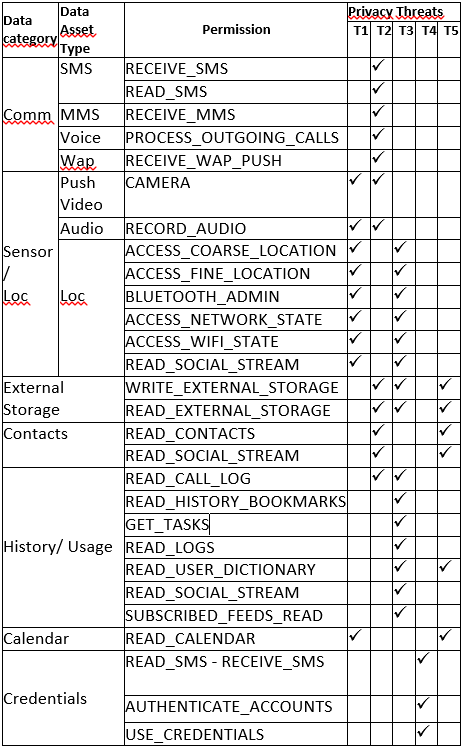 Data category Data Asset Type Permission Privacy Threats
T1 T2 T3 T4 T5
Comm SMS RECEIVE_SMS ✓
READ_SMS ✓
MMS RECEIVE_MMS ✓
Voice PROCESS_OUTGOING_CALLS ✓
Wap RECEIVE_WAP_PUSH ✓
Sensor / Loc Push Video CAMERA ✓ ✓
Audio RECORD_AUDIO ✓ ✓
Loc ACCESS_COARSE_LOCATION ✓ ✓
ACCESS_FINE_LOCATION ✓ ✓
BLUETOOTH_ADMIN ✓ ✓
ACCESS_NETWORK_STATE ✓ ✓
ACCESS_WIFI_STATE ✓ ✓
READ_SOCIAL_STREAM ✓ ✓
External Storage WRITE_EXTERNAL_STORAGE ✓ ✓ ✓
READ_EXTERNAL_STORAGE ✓ ✓ ✓
Contacts READ_CONTACTS ✓ ✓
READ_SOCIAL_STREAM ✓ ✓
History/ Usage READ_CALL_LOG ✓ ✓
READ_HISTORY_BOOKMARKS ✓
GET_TASKS ✓
READ_LOGS ✓
READ_USER_DICTIONARY ✓ ✓
READ_SOCIAL_STREAM ✓
SUBSCRIBED_FEEDS_READ ✓
Calendar READ_CALENDAR ✓ ✓
Credentials READ_SMS - RECEIVE_SMS ✓
AUTHENTICATE_ACCOUNTS ✓
USE_CREDENTIALS ✓